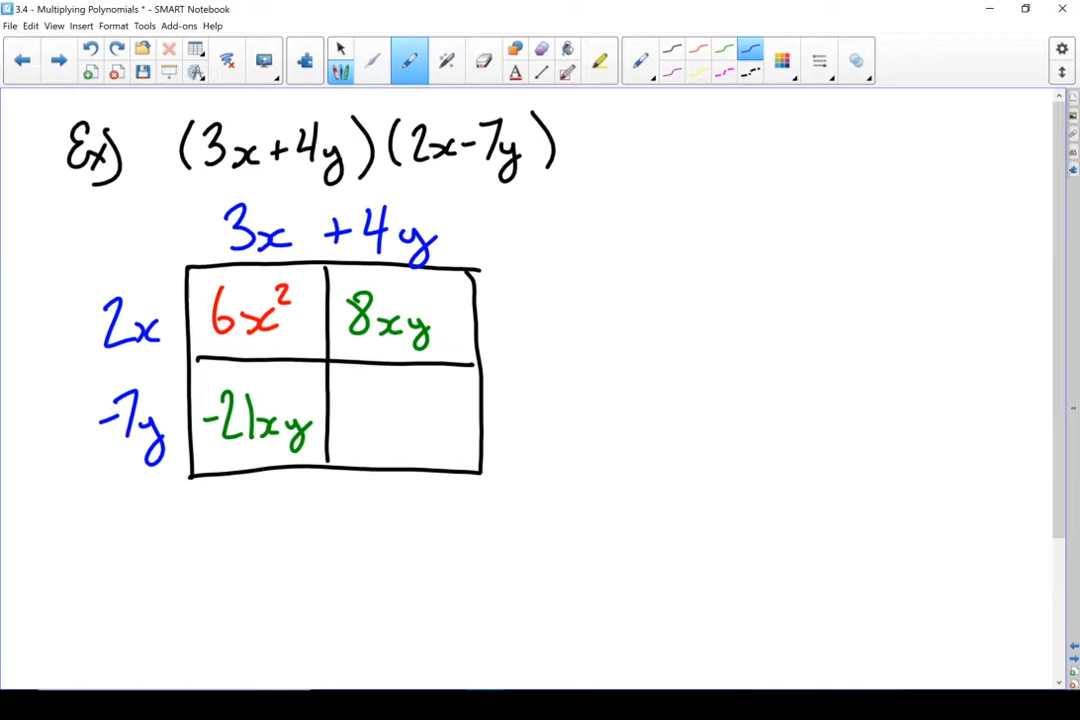 3.4 - Multiplying Polynomials * - SMART Notebook
File Edit View Insert Format Tools Add-ons Help
Ex) (3x+4y)(2x-7y)
3x +4y
2x 6x² 8xy
-7y -21xy